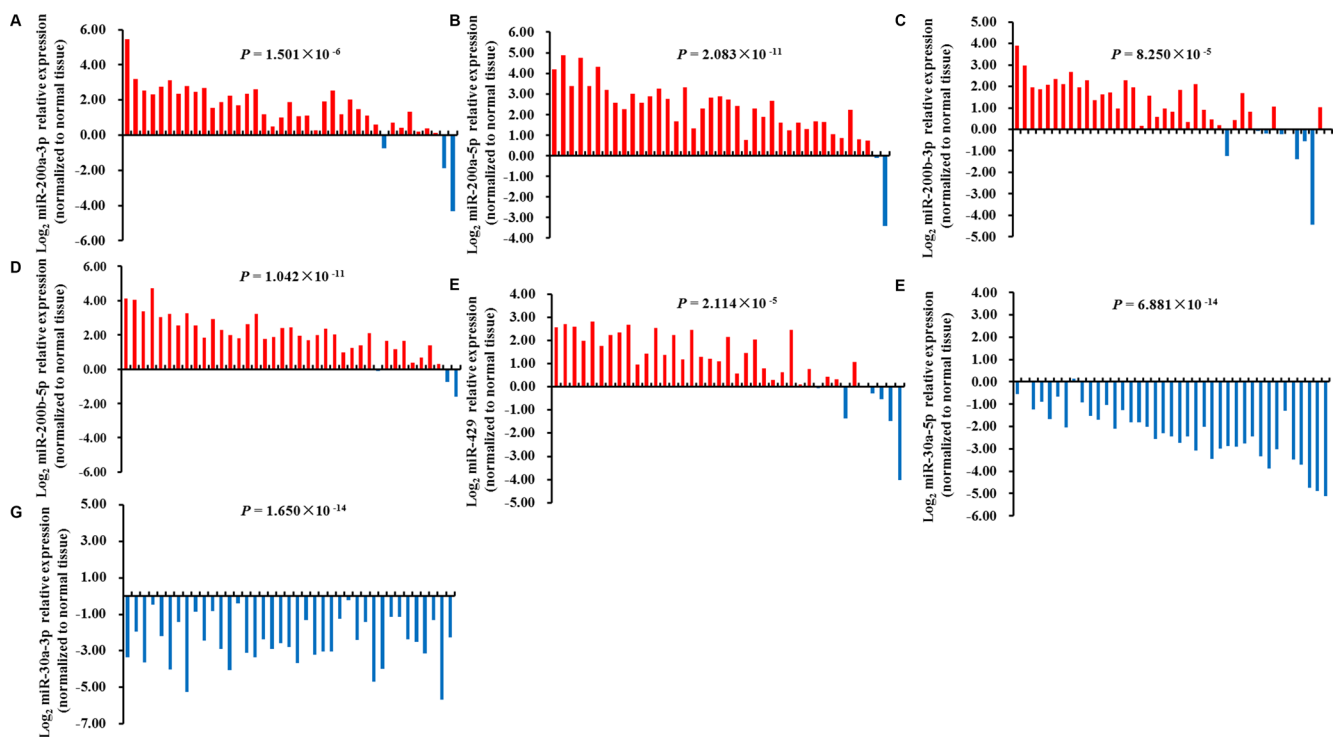 A
Log2 miR-200a-3p relative expression
(normalized to normal tissue)
6.00
4.00
2.00
0.00
-2.00
-4.00
-6.00
P = 1.501×10 -6
B
Log2 miR-200a-5p relative expression
(normalized to normal tissue)
6.00
5.00
4.00
3.00
2.00
1.00
0.00
-1.00
-2.00
-3.00
-4.00
P = 2.083×10 -11
C
Log2 miR-200b-3p relative expression
(normalized to normal tissue)
5.00
4.00
3.00
2.00
1.00
0.00
-1.00
-2.00
-3.00
-4.00
-5.00
P = 8.250×10 -5
D
Log2 miR-200b-5p relative expression
(normalized to normal tissue)
6.00
4.00
2.00
0.00
-2.00
-4.00
-6.00
P = 1.042×10 -11
E
Log2 miR-429 relative expression
(normalized to normal tissue)
4.00
3.00
2.00
1.00
0.00
-1.00
-2.00
-3.00
-4.00
-5.00
P = 2.114×10 -5
E
Log2 miR-30a-5p relative expression
(normalized to normal tissue)
4.00
3.00
2.00
1.00
0.00
-1.00
-2.00
-3.00
-4.00
-5.00
-6.00
P = 6.881×10 -14
G
Log2 miR-30a-3p relative expression
(normalized to normal tissue)
5.00
3.00
1.00
-1.00
-3.00
-5.00
-7.00
P = 1.650×10 -14